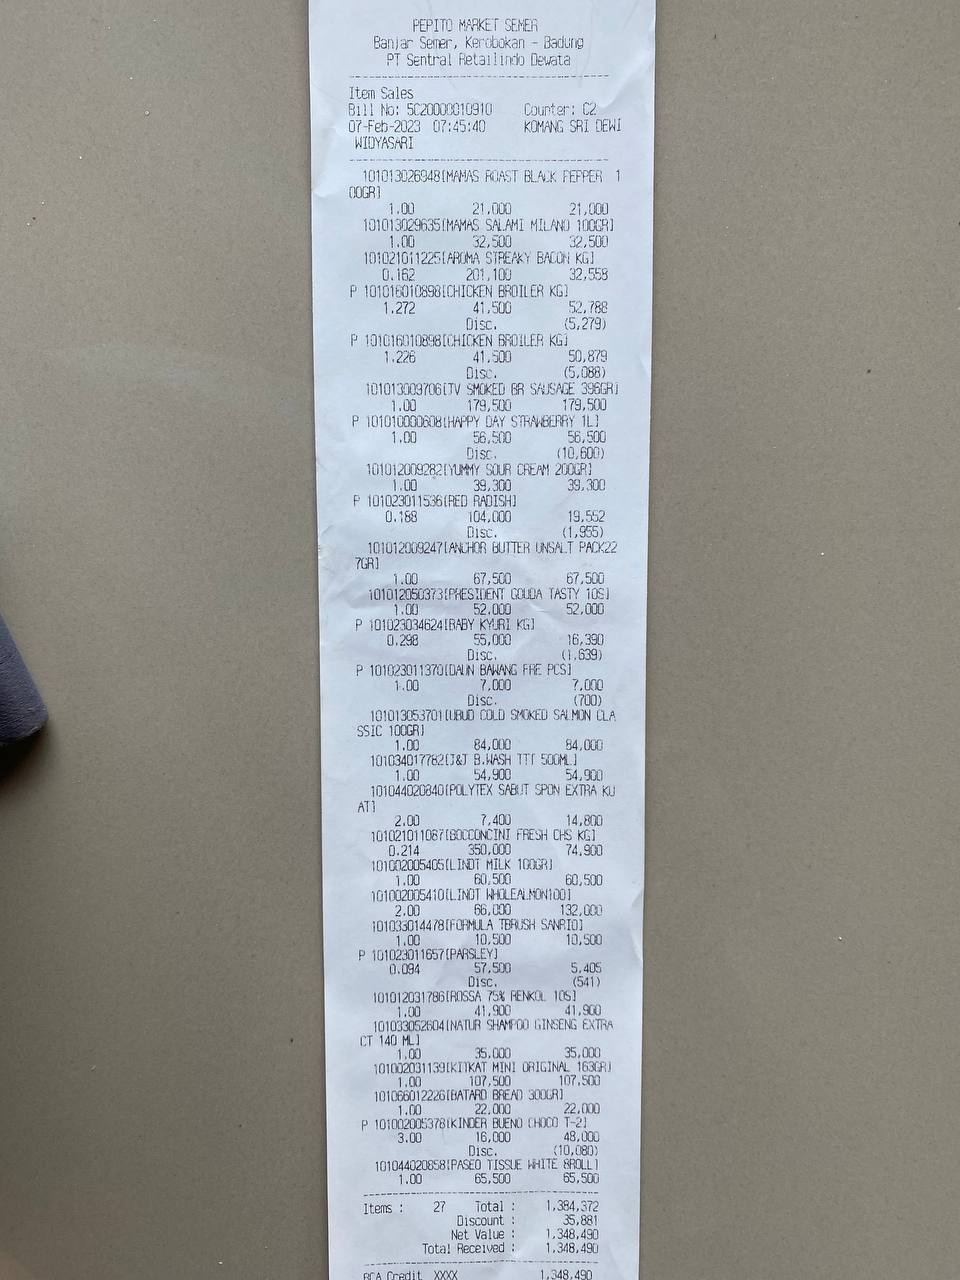 PEPITO MARKET SEMER
Banjar Semer, Kerobokan - Badung
PT Sentral Retailindo Dewata
Item Sales
Bill No: 5C20000010910 Counter: C2
07-Feb-2023 07:45:40 KOMANG SRI DEWI
WIDYASARI
101013026948[MAMAS ROAST BLACK PEPPER 1
00GR]
1.00 21,000 21,000
101013029635[MAMAS SALAMI MILANO 100GR]
1.00 32,500 32,500
101021011225[AROMA STREAKY BACON KG]
0.162 201,100 32,558
P 101016010898[CHICKEN BROILER KG]
1.272 41,500 52,788
Disc. (5,279)
P 101016010898[CHICKEN BROILER KG]
1.226 41,500 50,879
Disc. (5,088)
101013009706[TV SMOKED BR SAUSAGE 396GR]
1.00 179,500 179,500
P 101010000608[HAPPY DAY STRAWBERRY 1L]
1.00 56,500 56,500
Disc. (10,600)
101012009282[YUMMY SOUR CREAM 200GR]
1.00 39,300 39,300
P 101023011536[RED RADISH]
0.188 104,000 19,552
Disc. (1,955)
101012009247[ANCHOR BUTTER UNSALT PACK22
7GR]
1.00 67,500 67,500
101012050373[PRESIDENT GOUDA TASTY 10S]
1.00 52,000 52,000
P 101023034624[BABY KYURI KG]
0.298 55,000 16,390
Disc. (1,639)
P 101023011370[DAUN BAWANG FRE PCS]
1.00 7,000 7,000
Disc. (700)
101013053701[UBUD COLD SMOKED SALMON CLA
SSIC 100GR]
1.00 84,000 84,000
101034017782[J&J B.WASH TTT 500ML]
1.00 54,900 54,900
101044020840[POLYTEX SABUT SPON EXTRA KU
AT]
2.00 7,400 14,800
101021011087[BOCCONCINI FRESH CHS KG]
0.214 350,000 74,900
101002005405[LINDT MILK 100GR]
1.00 60,500 60,500
101002005410[LINDT WHOLEALMON100]
2.00 66,000 132,000
101033014478[FORMULA TBRUSH SANRIO]
1.00 10,500 10,500
P 101023011657[PARSLEY]
0.094 57,500 5,405
Disc. (541)
101012031786[ROSSA 75% RENKOL 10S]
1.00 41,900 41,900
101033052604[NATUR SHAMPOO GINSENG EXTRA
CT 140 ML]
1.00 35,000 35,000
101002031139[KITKAT MINI ORIGINAL 163GR]
1.00 107,500 107,500
101066012226[BATARD BREAD 300GR]
1.00 22,000 22,000
P 101002005378[KINDER BUENO CHOCO T-2]
3.00 16,000 48,000
Disc. (10,080)
101044020858[PASEO TISSUE WHITE 8ROLL]
1.00 65,500 65,500
Items : 27 Total : 1,384,372
Discount : 35,881
Net Value : 1,348,490
Total Received : 1,348,490
BCA Credit XXXX 1,348,490